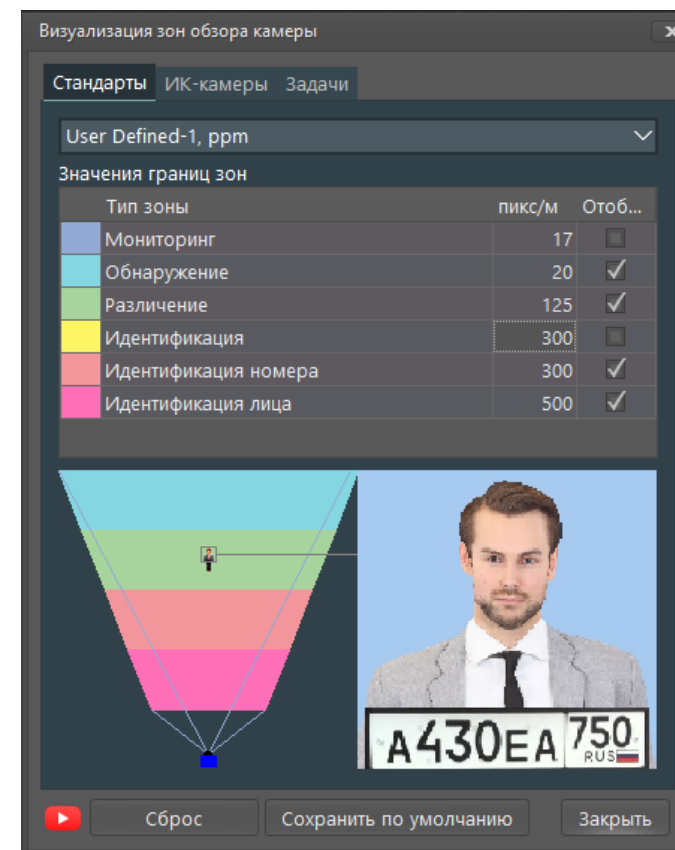 Визуализация зон обзора камеры
Стандарты ИК-камеры Задачи
User Defined-1, ppm
Значения границ зон
Тип зоны пикс/м Отоб...
Мониторинг 17
Обнаружение 20
Различение 125
Идентификация 300
Идентификация номера 300
Идентификация лица 500
А430ЕА 750
RUS
Сброс Сохранить по умолчанию Закрыть